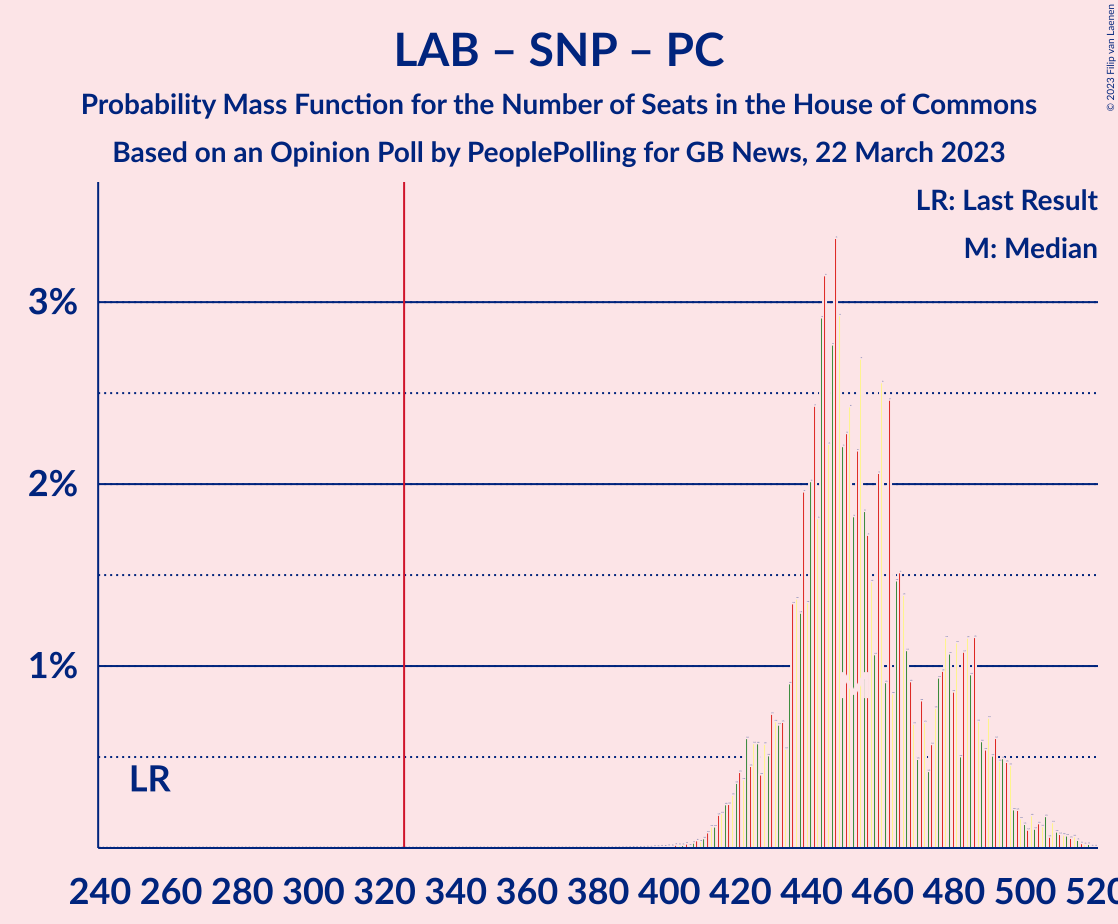 LAB – SNP – PC
Probability Mass Function for the Number of Seats in the House of Commons
Based on an Opinion Poll by PeoplePolling for GB News, 22 March 2023
© 2023 Filip van Laenen
LR: Last Result
M: Median
3%
2%
1%
LR
240 260 280 300 320 340 360 380 400 420 440 460 480 500 520